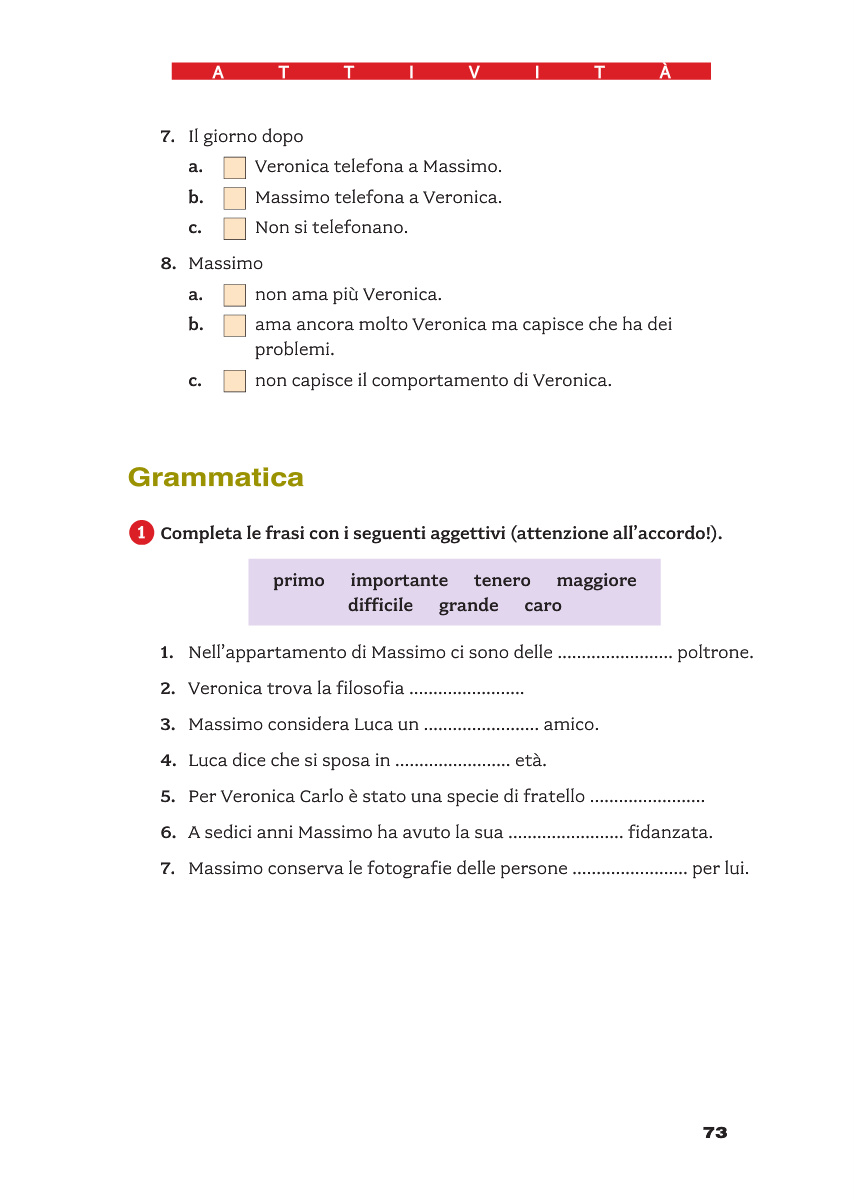 A T T I V I T À
7. Il giorno dopo
a. Veronica telefona a Massimo.
b. Massimo telefona a Veronica.
c. Non si telefonano.
8. Massimo
a. non ama più Veronica.
b. ama ancora molto Veronica ma capisce che ha dei
problemi.
c. non capisce il comportamento di Veronica.
Grammatica
1 Completa le frasi con i seguenti aggettivi (attenzione all’accordo!).
primo importante tenero maggiore
difficile grande caro
1. Nell’appartamento di Massimo ci sono delle ........................ poltrone.
2. Veronica trova la filosofia ........................
3. Massimo considera Luca un ........................ amico.
4. Luca dice che si sposa in ........................ età.
5. Per Veronica Carlo è stato una specie di fratello ........................
6. A sedici anni Massimo ha avuto la sua ........................ fidanzata.
7. Massimo conserva le fotografie delle persone ........................ per lui.
73